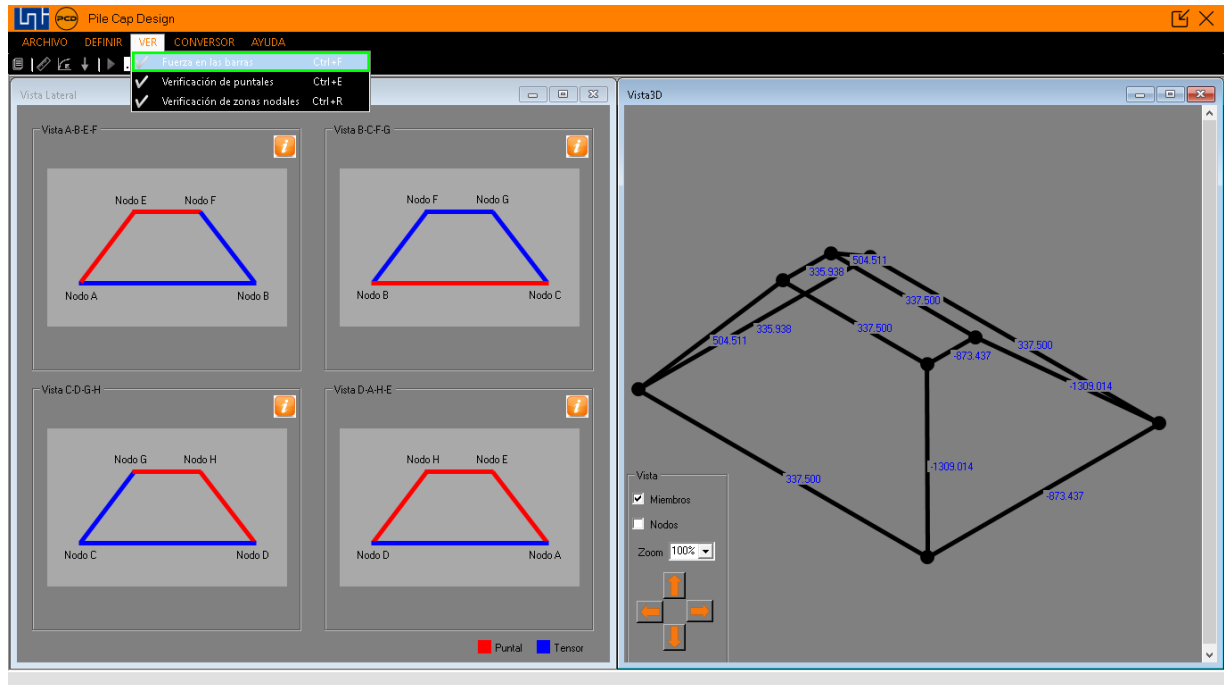 PCD Pile Cap Design
ARCHIVO DEFINIR VER CONVERSOR AYUDA
Fuerza en las barras Ctrl+F
Verificación de puntales Ctrl+E
Verificación de zonas nodales Ctrl+R
Vista Lateral
Vista A-B-E-F
Nodo E Nodo F
Nodo A Nodo B
Vista B-C-F-G
Nodo F Nodo G
Nodo B Nodo C
Vista C-D-G-H
Nodo G Nodo H
Nodo C Nodo D
Vista D-A-H-E
Nodo H Nodo E
Nodo D Nodo A
Puntal Tensor
Vista3D
504.511
335.938
337.500
335.938
337.500
504.511
337.500
-873.437
-1309.014
-1309.014
337.500
-873.437
Vista
Miembros
Nodos
Zoom 100%